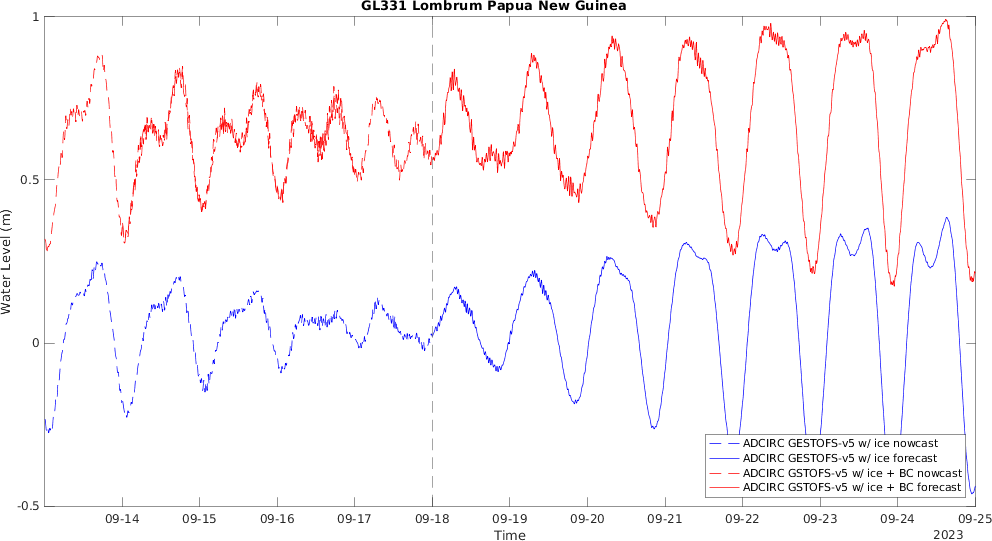 GL331 Lombrum Papua New Guinea
1
0.5
0
-0.5
Water Level (m)
ADCIRC GESTOFS-v5 w/ ice nowcast
ADCIRC GESTOFS-v5 w/ ice forecast
ADCIRC GSTOFS-v5 w/ ice + BC nowcast
ADCIRC GSTOFS-v5 w/ ice + BC forecast
09-14 09-15 09-16 09-17 09-18 09-19 09-20 09-21 09-22 09-23 09-24 09-25
Time
2023